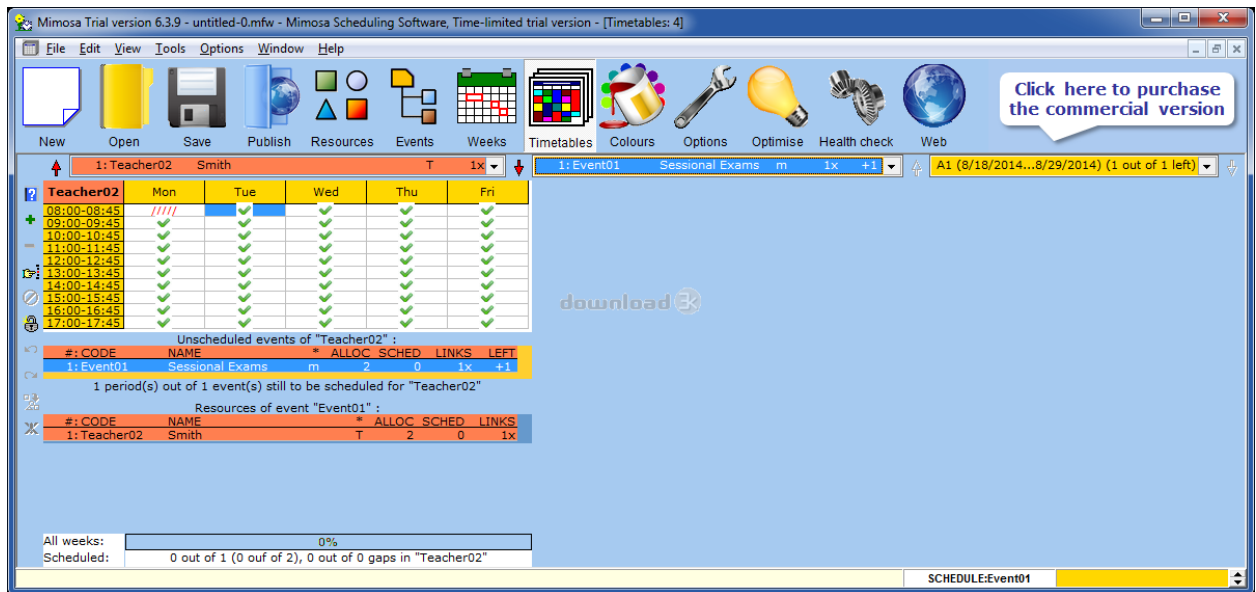 Mimosa Trial version 6.3.9 - untitled-0.mfw - Mimosa Scheduling Software, Time-limited trial version - [Timetables: 4]
File Edit View Tools Options Window Help
New Open Save Publish Resources Events Weeks Timetables Colours Options Optimise Health check Web
Click here to purchase
the commercial version
1: Teacher02 Smith T 1x 1: Event01 Sessional Exams m 1x +1 A1 (8/18/2014...8/29/2014) (1 out of 1 left)
Teacher02 Mon Tue Wed Thu Fri
08:00-08:45 /////
09:00-09:45
10:00-10:45
11:00-11:45
12:00-12:45
13:00-13:45
14:00-14:45
15:00-15:45
16:00-16:45
17:00-17:45
download 3k
Unscheduled events of "Teacher02" :
#: CODE NAME * ALLOC SCHED LINKS LEFT
1: Event01 Sessional Exams m 2 0 1x +1
1 period(s) out of 1 event(s) still to be scheduled for "Teacher02"
Resources of event "Event01" :
#: CODE NAME * ALLOC SCHED LINKS
1: Teacher02 Smith T 2 0 1x
All weeks: 0%
Scheduled: 0 out of 1 (0 ouf of 2), 0 out of 0 gaps in "Teacher02"
SCHEDULE:Event01